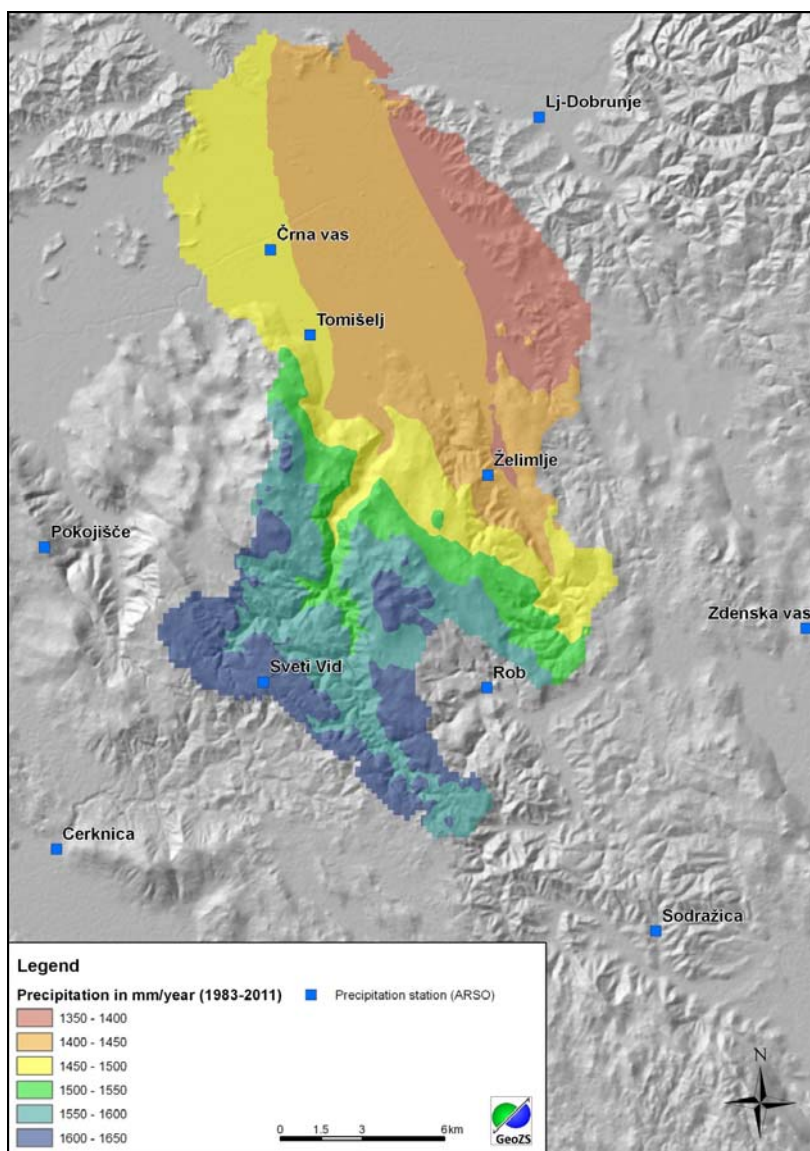 Lj-Dobrunje
Črna vas
Tomišelj
Želimlje
Pokojišče
Zdenska vas
Sveti Vid
Rob
Cerknica
Sodražica
Legend
Precipitation in mm/year (1983-2011)
Precipitation station (ARSO)
1350 - 1400
1400 - 1450
1450 - 1500
1500 - 1550
1550 - 1600
1600 - 1650
0 1.5 3 6 km
GeoZS
N